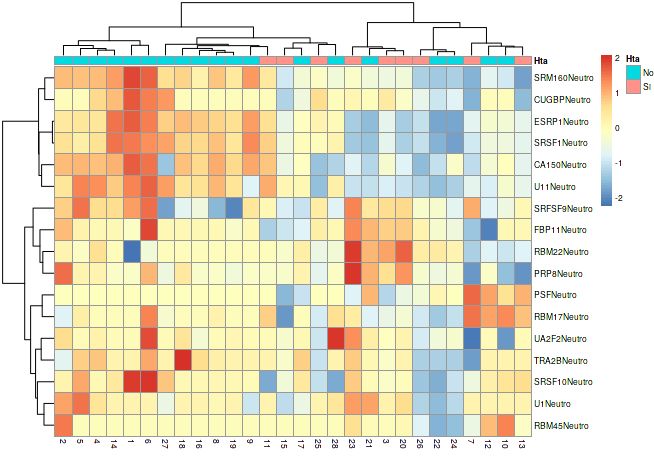 Hta
SRM160Neutro
CUGBPNeutro
ESRP1Neutro
SRSF1Neutro
CA150Neutro
U11Neutro
SRFSF9Neutro
FBP11Neutro
RBM22Neutro
PRP8Neutro
PSFNeutro
RBM17Neutro
UA2F2Neutro
TRA2BNeutro
SRSF10Neutro
U1Neutro
RBM45Neutro
2 5 4 14 1 6 27 18 16 8 19 9 11 15 17 25 28 23 21 3 20 26 22 24 7 12 10 13
2
1
0
-1
-2
Hta
No
Si